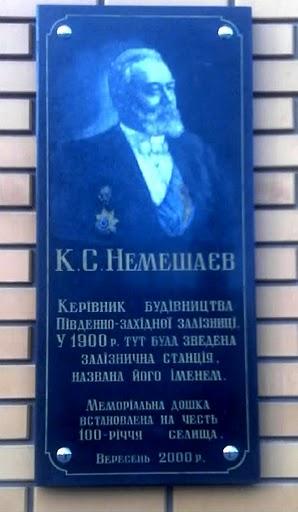 К.С.Немешаєв
Керівник будівництва
Південно-західної залізниці.
У 1900 р. тут була зведена
залізнична станція,
названа його іменем.
Меморіальна дошка
встановлена на честь
100-річчя селища.
Вересень 2000 р.